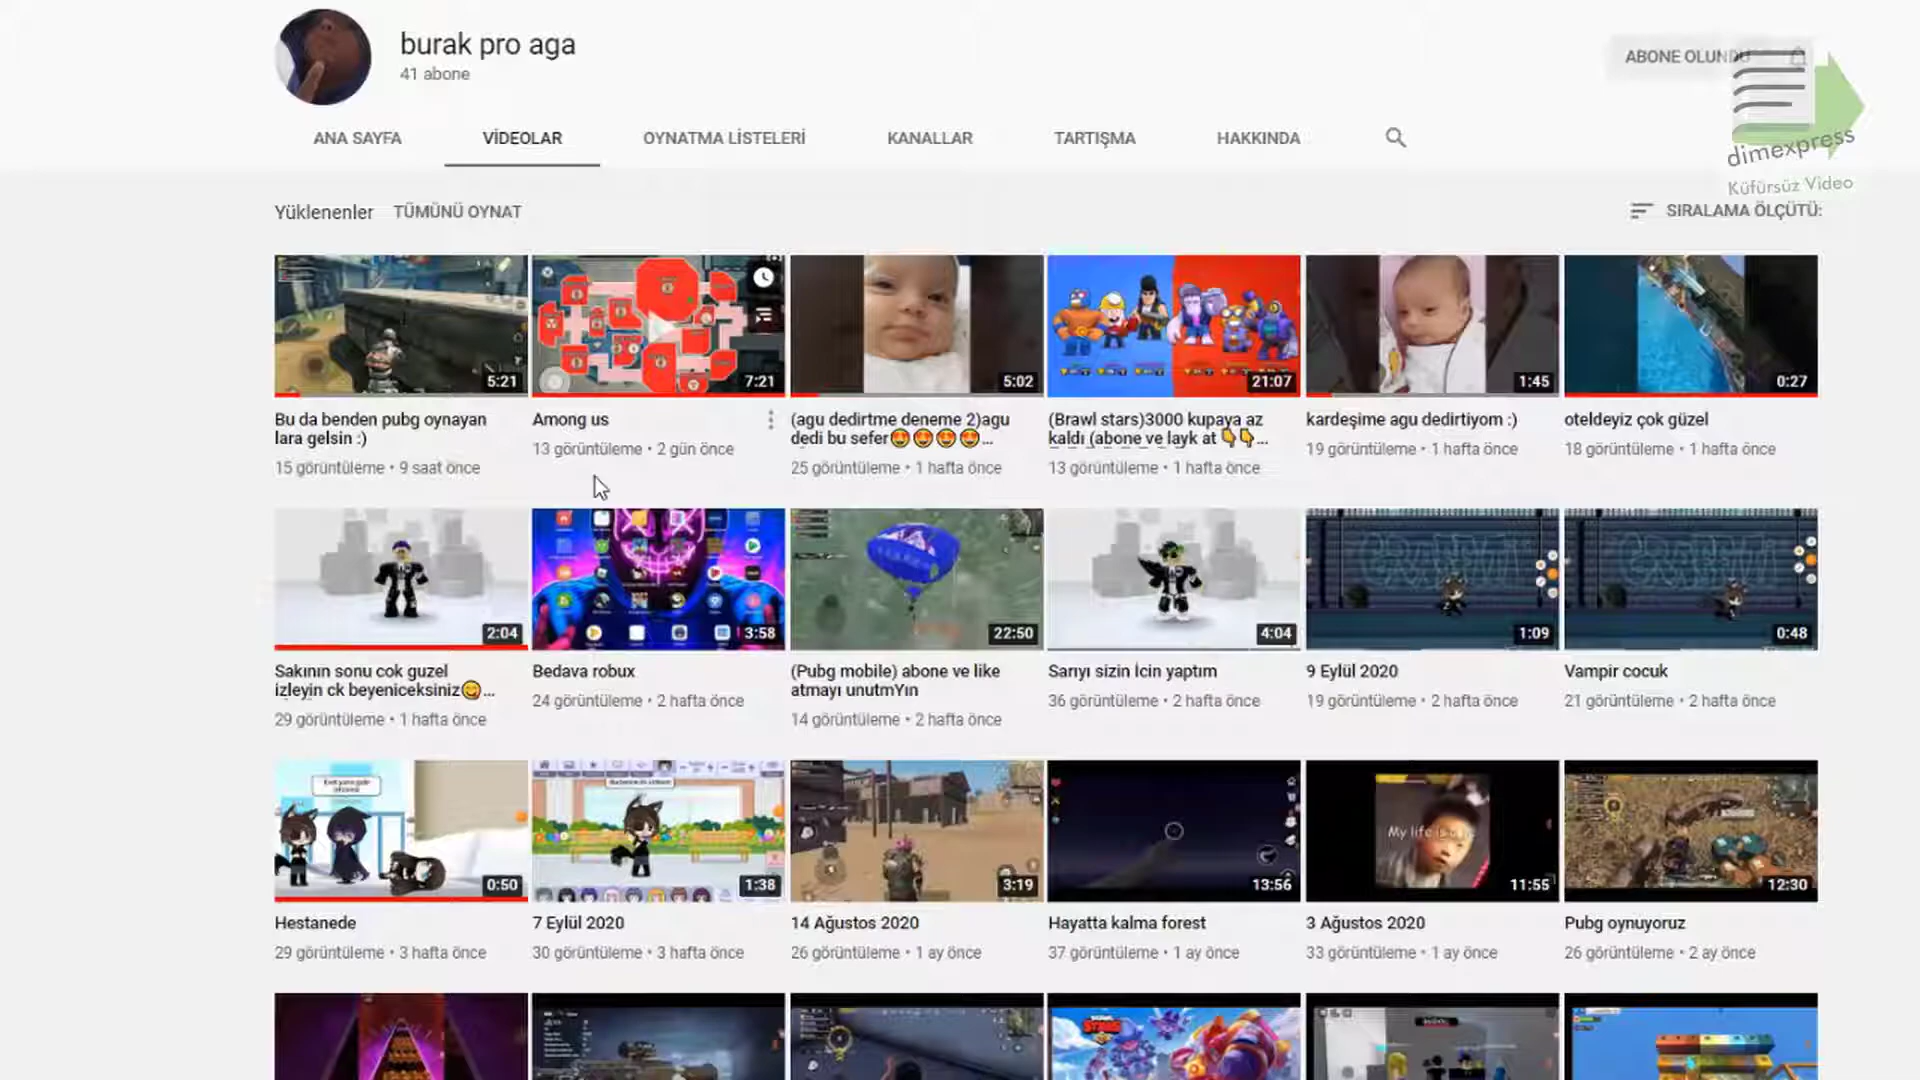 burak pro aga
41 abone
ABONE OLUNDU
dimexpress
Küfürsüz Video
ANA SAYFA
VİDEOLAR
OYNATMA LİSTELERİ
KANALLAR
TARTIŞMA
HAKKINDA
Yüklenenler
TÜMÜNÜ OYNAT
SIRALAMA ÖLÇÜTÜ:
5:21
7:21
5:02
21:07
1:45
0:27
Bu da benden pubg oynayan
lara gelsin :)
15 görüntüleme • 9 saat önce
Among us
13 görüntüleme • 2 gün önce
(agu dedirtme deneme 2)agu
dedi bu sefer😍😍😍😍...
25 görüntüleme • 1 hafta önce
(Brawl stars)3000 kupaya az
kaldı (abone ve layk at 👇👇...
13 görüntüleme • 1 hafta önce
kardeşime agu dedirtiyom :)
19 görüntüleme • 1 hafta önce
oteldeyiz çok güzel
18 görüntüleme • 1 hafta önce
2:04
3:58
22:50
4:04
1:09
0:48
Sakının sonu cok guzel
izleyin ck beyeniceksiniz😋...
29 görüntüleme • 1 hafta önce
Bedava robux
24 görüntüleme • 2 hafta önce
(Pubg mobile) abone ve like
atmayı unutmYın
14 görüntüleme • 2 hafta önce
Sarıyı sizin İcin yaptım
36 görüntüleme • 2 hafta önce
9 Eylül 2020
19 görüntüleme • 2 hafta önce
Vampir cocuk
21 görüntüleme • 2 hafta önce
0:50
1:38
3:19
13:56
My life is
11:55
12:30
Hestanede
29 görüntüleme • 3 hafta önce
7 Eylül 2020
30 görüntüleme • 3 hafta önce
14 Ağustos 2020
26 görüntüleme • 1 ay önce
Hayatta kalma forest
37 görüntüleme • 1 ay önce
3 Ağustos 2020
33 görüntüleme • 1 ay önce
Pubg oynuyoruz
26 görüntüleme • 2 ay önce
BRAWL
STARS